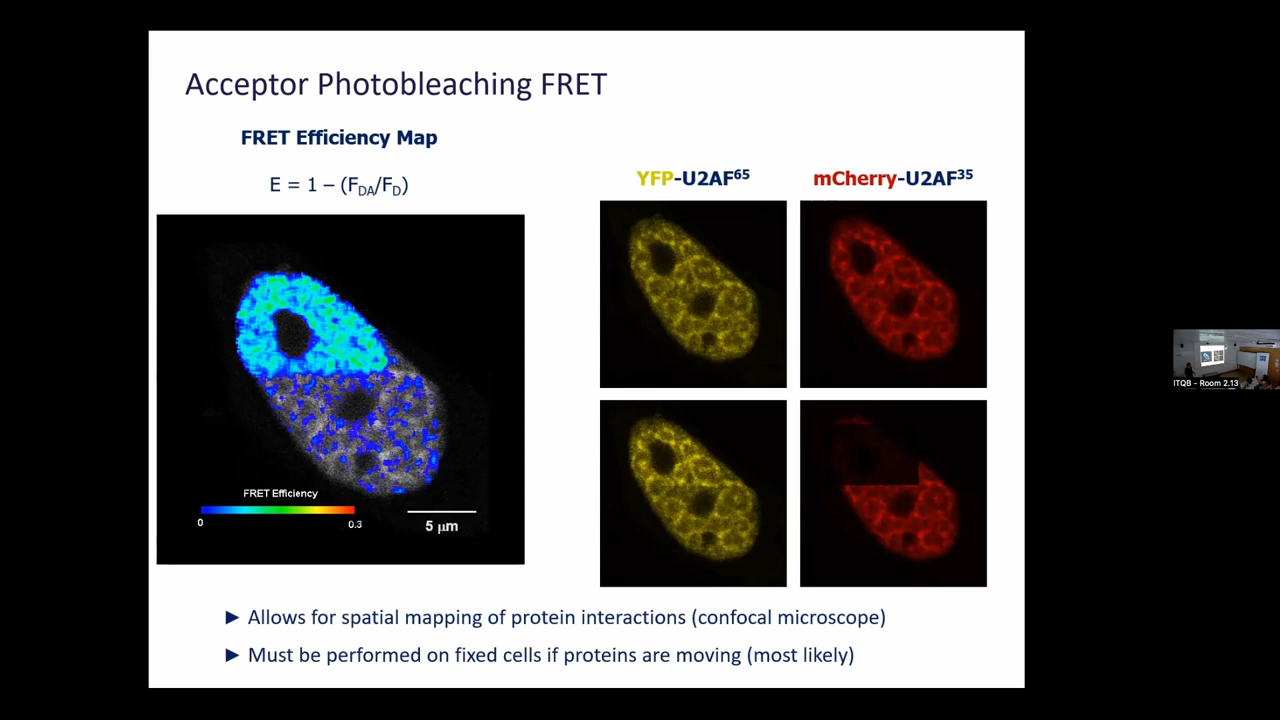 Acceptor Photobleaching FRET
FRET Efficiency Map
E = 1 – (F_DA/F_D)
YFP-U2AF⁶⁵
mCherry-U2AF³⁵
FRET Efficiency
0
0.3
5 µm
► Allows for spatial mapping of protein interactions (confocal microscope)
► Must be performed on fixed cells if proteins are moving (most likely)
ITQB - Room 2.13